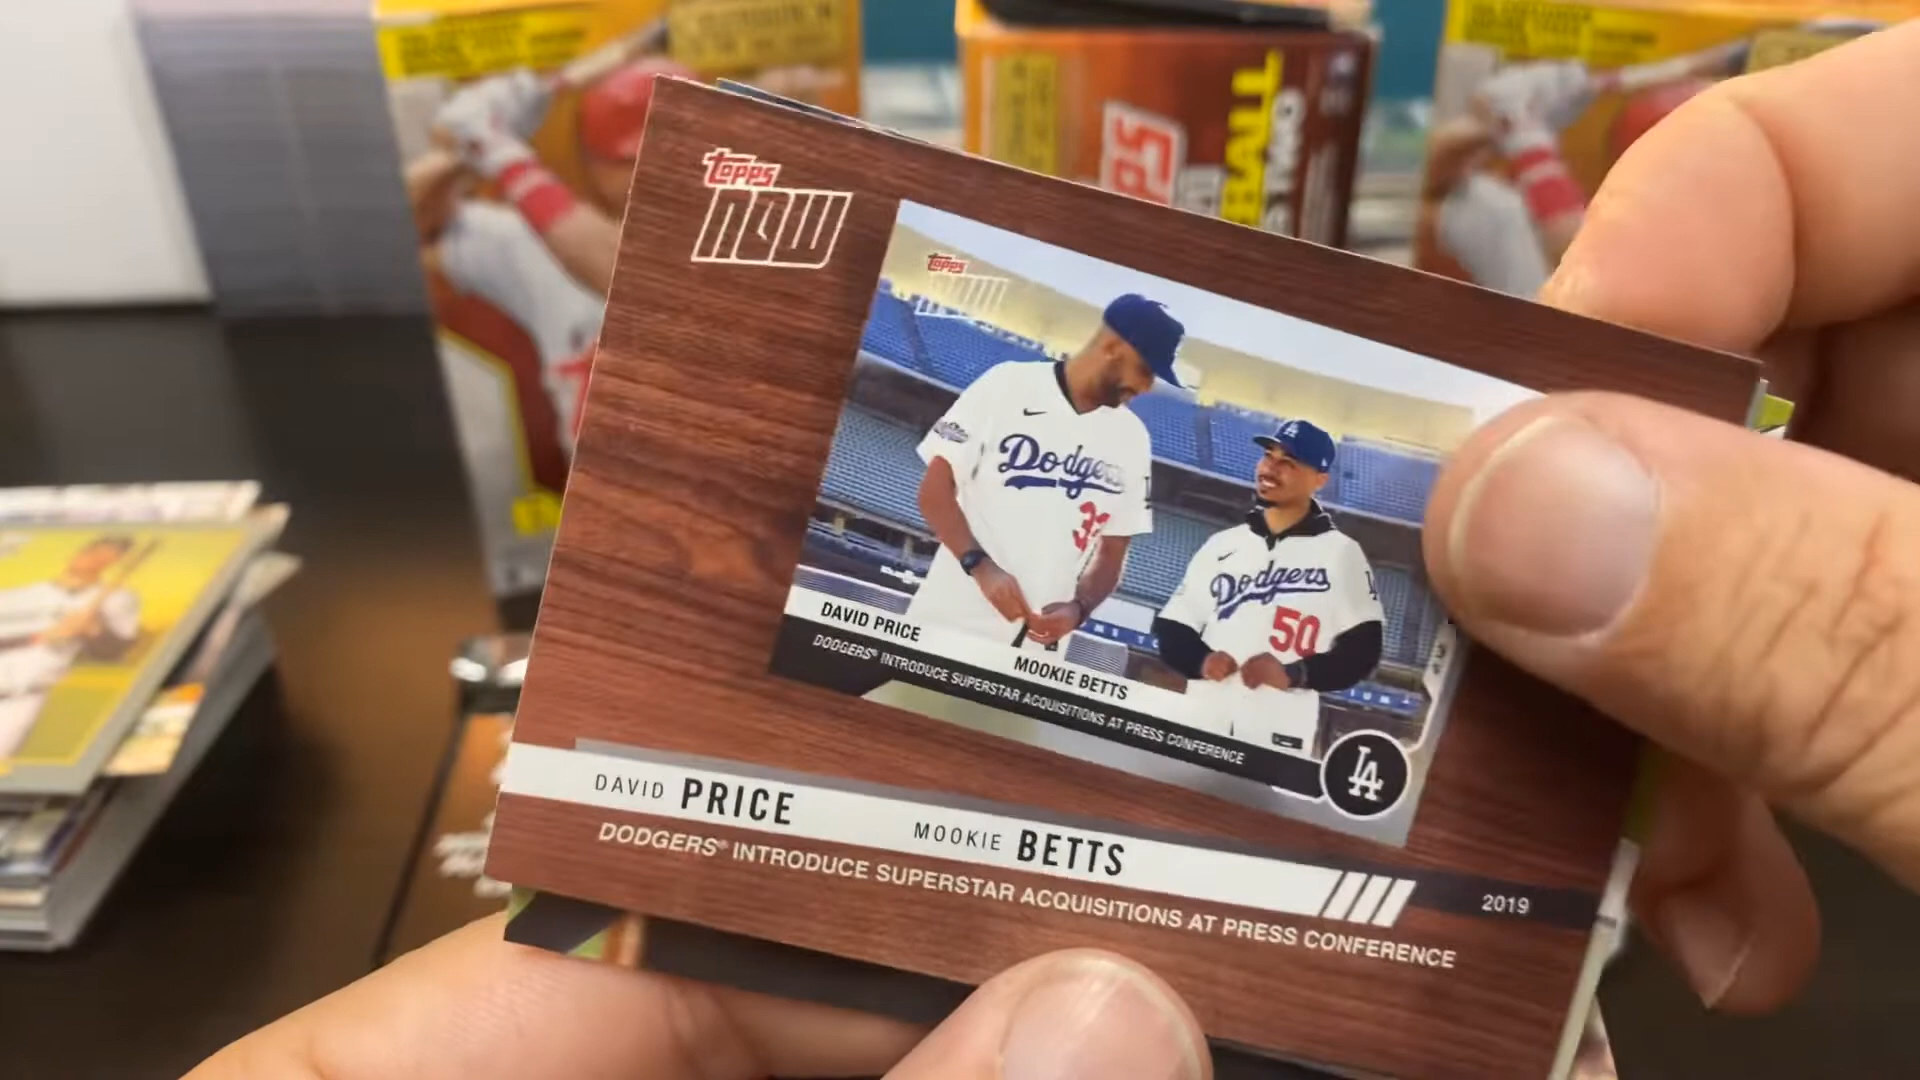 topps
NOW
topps
Dodgers
Dodgers
50
DAVID PRICE
MOOKIE BETTS
DODGERS® INTRODUCE SUPERSTAR ACQUISITIONS AT PRESS CONFERENCE
LA
DAVID PRICE MOOKIE BETTS
2019
DODGERS® INTRODUCE SUPERSTAR ACQUISITIONS AT PRESS CONFERENCE